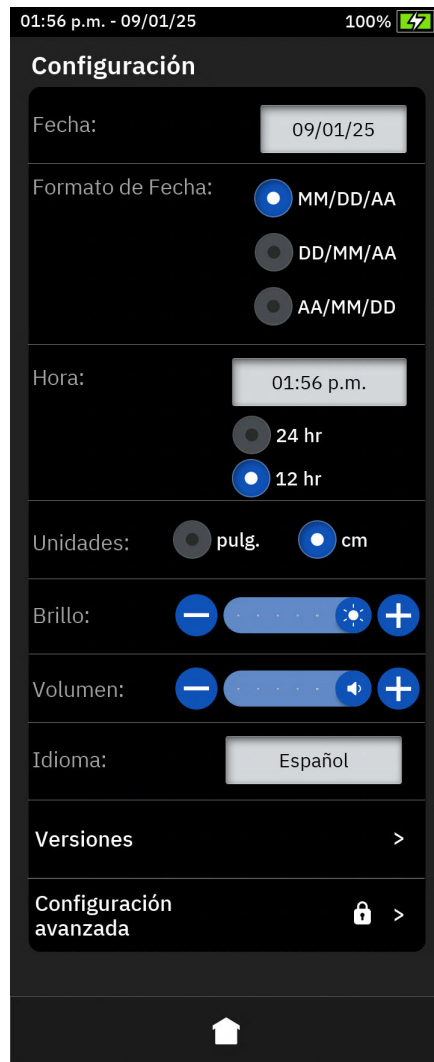 01:56 p.m. - 09/01/25 100%
Configuración
Fecha: 09/01/25
Formato de Fecha: MM/DD/AA
DD/MM/AA
AA/MM/DD
Hora: 01:56 p.m.
24 hr
12 hr
Unidades: pulg. cm
Brillo:
Volumen:
Idioma: Español
Versiones >
Configuración
avanzada >